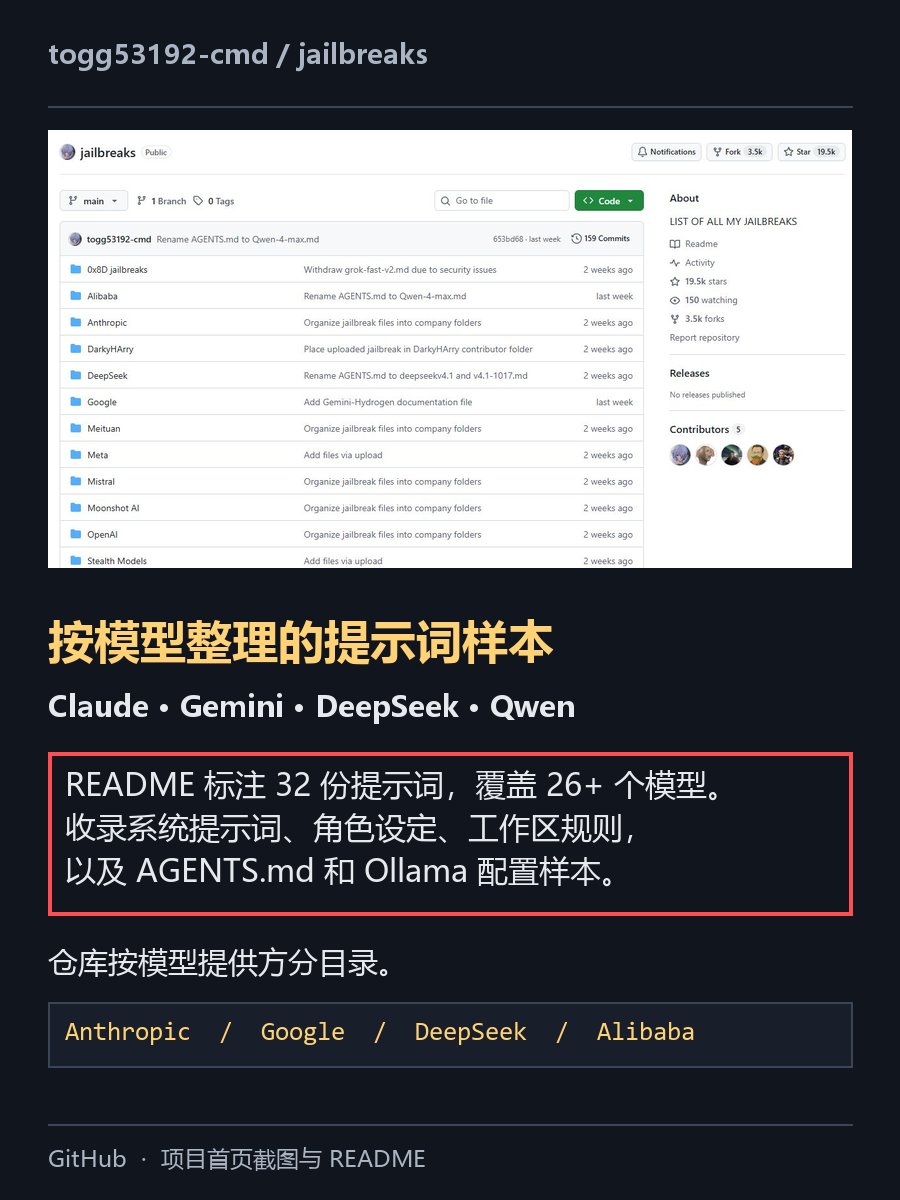 togg53192-cmd / jailbreaks
jailbreaks Public
Notifications Fork 3.5k Star 19.5k
main 1 Branch 0 Tags Go to file Code
togg53192-cmd Rename AGENTS.md to Qwen-4-max.md 653bd68 · last week 159 Commits
0x8D jailbreaks Withdraw grok-fast-v2.md due to security issues 2 weeks ago
Alibaba Rename AGENTS.md to Qwen-4-max.md last week
Anthropic Organize jailbreak files into company folders 2 weeks ago
DarkyHArry Place uploaded jailbreak in DarkyHArry contributor folder 2 weeks ago
DeepSeek Rename AGENTS.md to deepseekv4.1 and v4.1-1017.md 2 weeks ago
Google Add Gemini-Hydrogen documentation file last week
Meituan Organize jailbreak files into company folders 2 weeks ago
Meta Add files via upload 2 weeks ago
Mistral Organize jailbreak files into company folders 2 weeks ago
Moonshot AI Organize jailbreak files into company folders 2 weeks ago
OpenAI Organize jailbreak files into company folders 2 weeks ago
Stealth Models Add files via upload 2 weeks ago
About
LIST OF ALL MY JAILBREAKS
Readme
Activity
19.5k stars
150 watching
3.5k forks
Report repository
Releases
No releases published
Contributors 5
按模型整理的提示词样本
Claude • Gemini • DeepSeek • Qwen
README 标注 32 份提示词，覆盖 26+ 个模型。
收录系统提示词、角色设定、工作区规则，
以及 AGENTS.md 和 Ollama 配置样本。
仓库按模型提供方分目录。
Anthropic / Google / DeepSeek / Alibaba
GitHub · 项目首页截图与 README